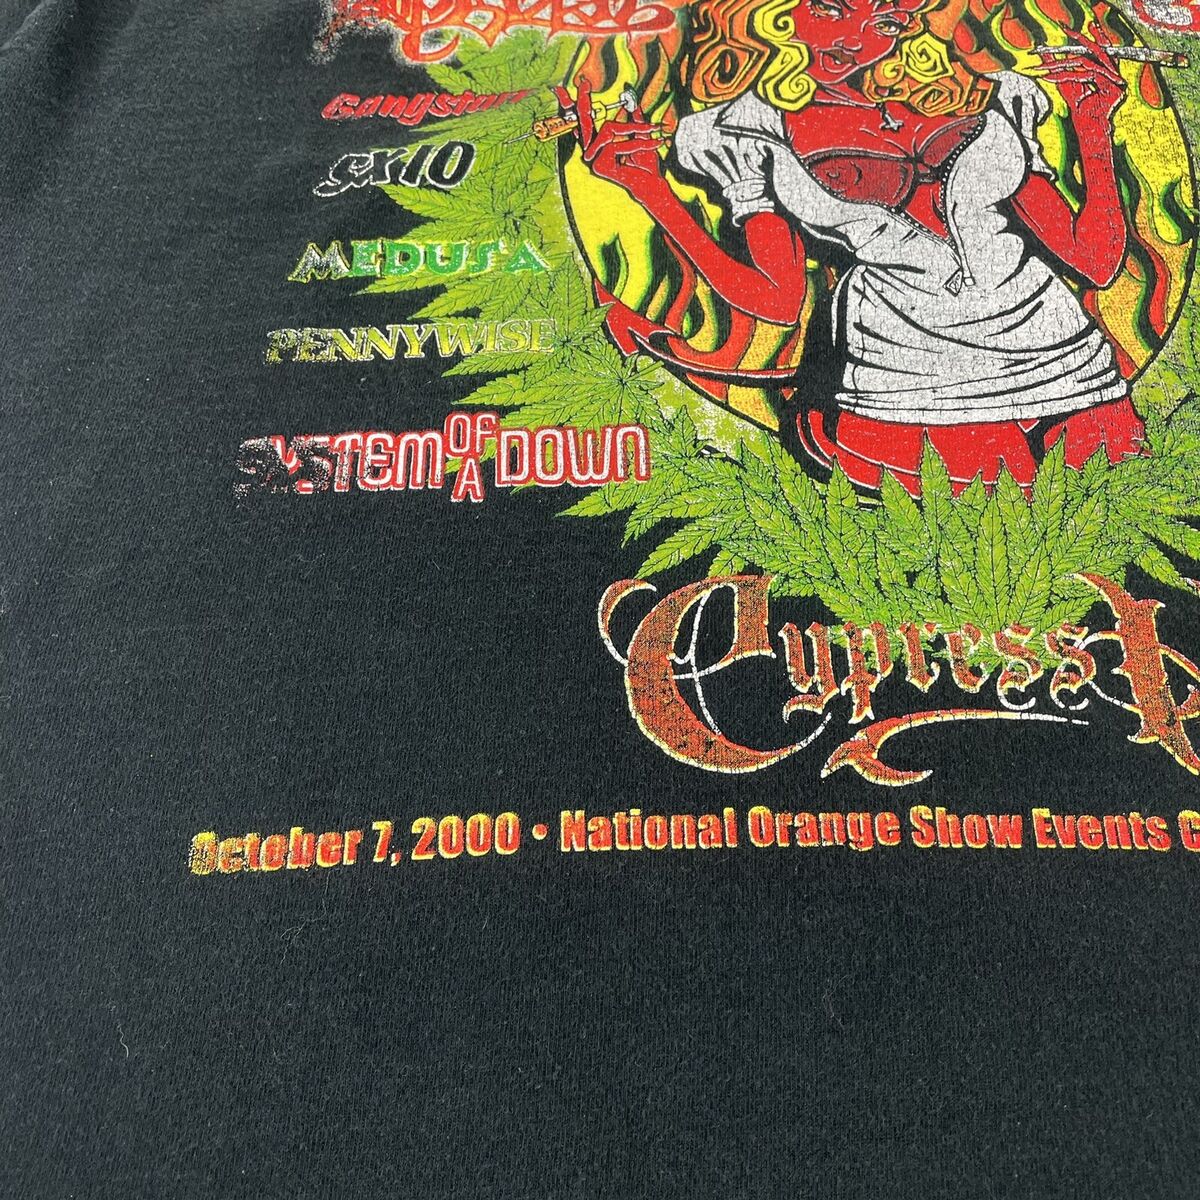 Gangstarr
SX10
MEDUSA
PENNYWISE
SYSTEM OF A DOWN
Cypress
October 7, 2000 • National Orange Show Events